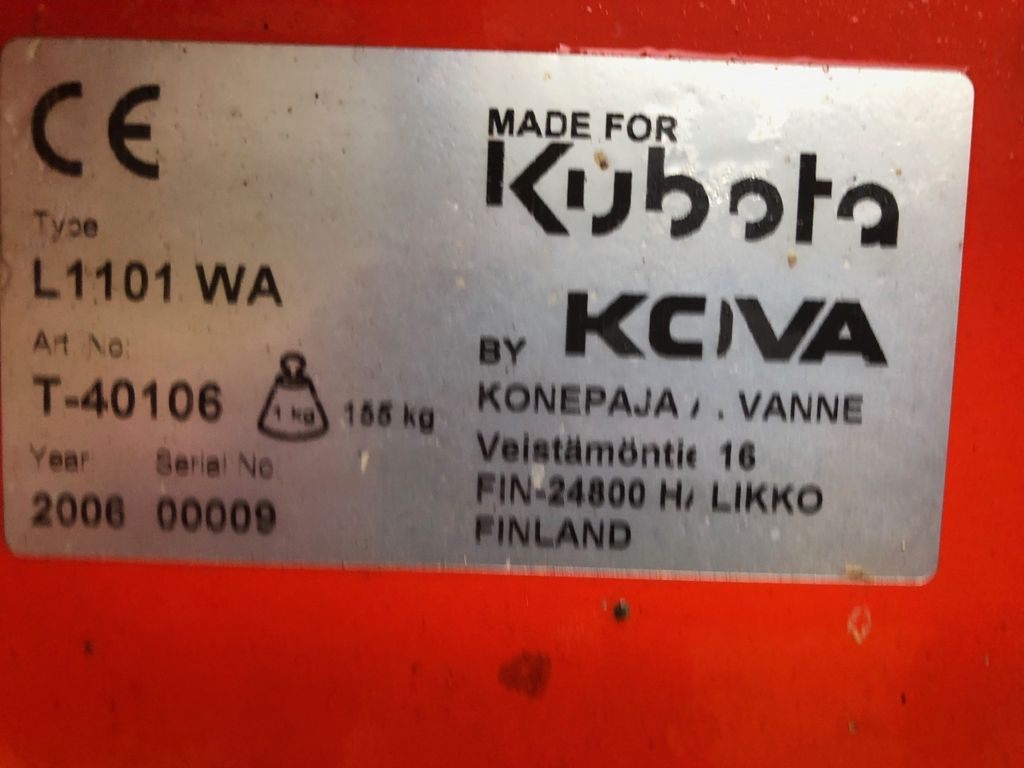 CE
Type
L1101 WA
Art No:
T-40106
1 kg 155 kg
Year Serial No
2006 00009
MADE FOR
Kubota
BY KOVA
KONEPAJA VANNE
Veistämöntie 16
FIN-24800
FINLAND